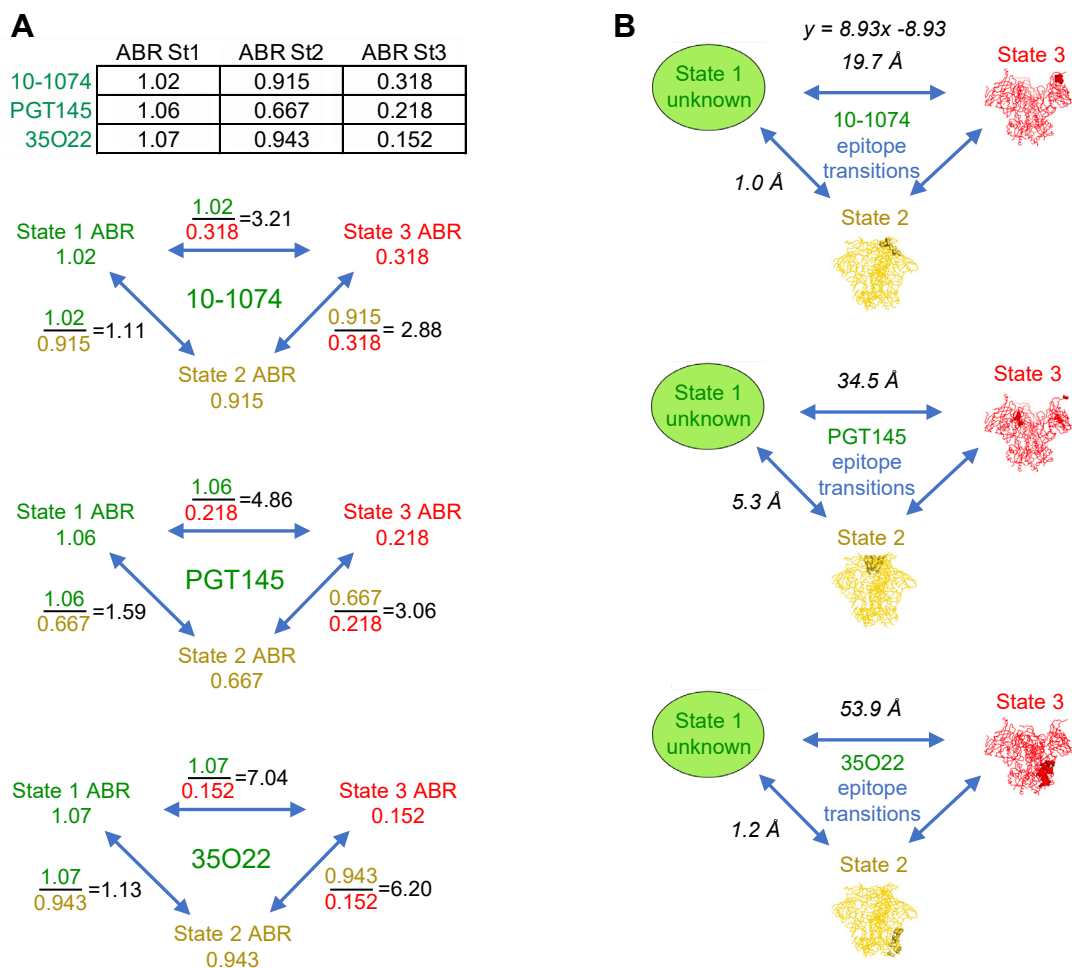 A
ABR St1 ABR St2 ABR St3
10-1074 1.02 0.915 0.318
PGT145 1.06 0.667 0.218
35O22 1.07 0.943 0.152
1.02
0.318
=3.21
State 1 ABR
1.02
State 3 ABR
0.318
10-1074
1.02
0.915
=1.11
0.915
0.318
= 2.88
State 2 ABR
0.915
1.06
0.218
=4.86
State 1 ABR
1.06
State 3 ABR
0.218
PGT145
1.06
0.667
=1.59
0.667
0.218
=3.06
State 2 ABR
0.667
1.07
0.152
=7.04
State 1 ABR
1.07
State 3 ABR
0.152
35O22
1.07
0.943
=1.13
0.943
0.152
=6.20
State 2 ABR
0.943
B
y = 8.93x -8.93
19.7 Å
State 1
unknown
State 3
10-1074
epitope
transitions
1.0 Å
State 2
34.5 Å
State 1
unknown
State 3
PGT145
epitope
transitions
5.3 Å
State 2
53.9 Å
State 1
unknown
State 3
35O22
epitope
transitions
1.2 Å
State 2